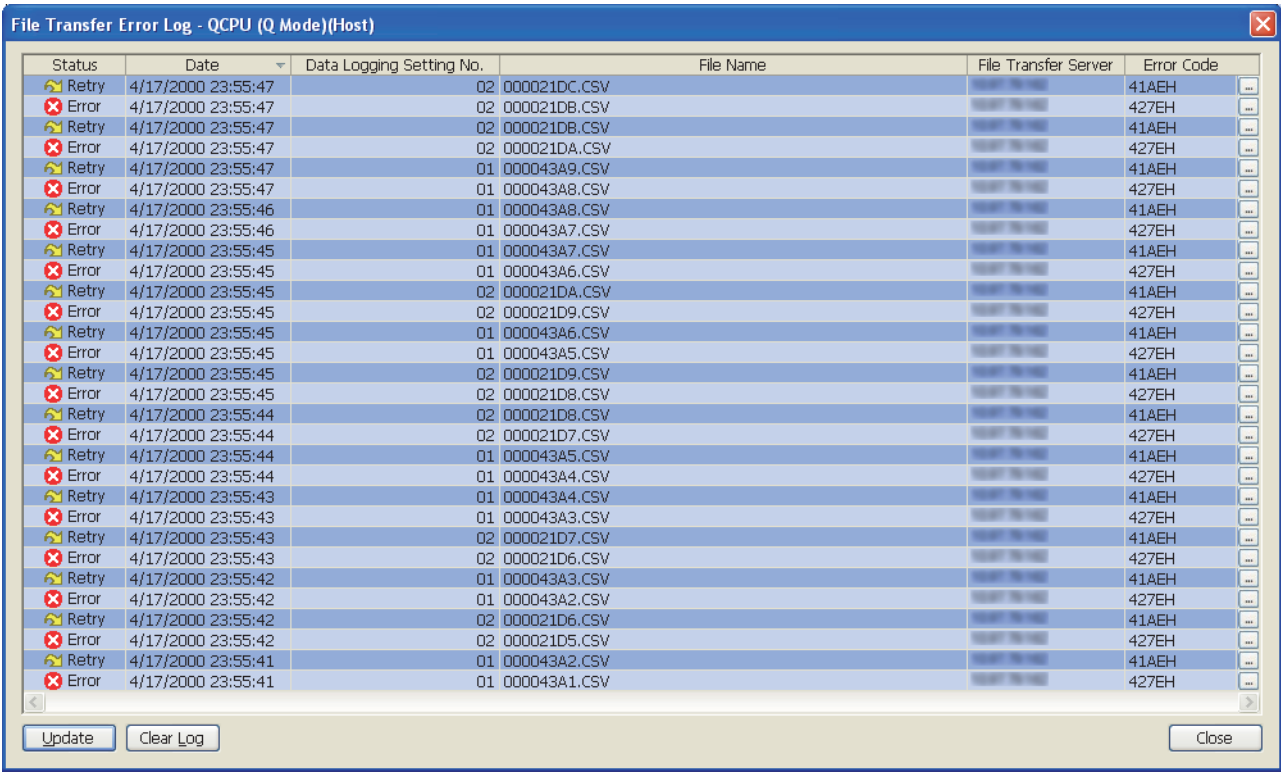 File Transfer Error Log - QCPU (Q Mode)(Host)
Status Date Data Logging Setting No. File Name File Transfer Server Error Code
Retry 4/17/2000 23:55:47 02 000021DC.CSV 41AEH ...
Error 4/17/2000 23:55:47 02 000021DB.CSV 427EH ...
Retry 4/17/2000 23:55:47 02 000021DB.CSV 41AEH ...
Error 4/17/2000 23:55:47 02 000021DA.CSV 427EH ...
Retry 4/17/2000 23:55:47 01 000043A9.CSV 41AEH ...
Error 4/17/2000 23:55:47 01 000043A8.CSV 427EH ...
Retry 4/17/2000 23:55:46 01 000043A8.CSV 41AEH ...
Error 4/17/2000 23:55:46 01 000043A7.CSV 427EH ...
Retry 4/17/2000 23:55:45 01 000043A7.CSV 41AEH ...
Error 4/17/2000 23:55:45 01 000043A6.CSV 427EH ...
Retry 4/17/2000 23:55:45 02 000021DA.CSV 41AEH ...
Error 4/17/2000 23:55:45 02 000021D9.CSV 427EH ...
Retry 4/17/2000 23:55:45 01 000043A6.CSV 41AEH ...
Error 4/17/2000 23:55:45 01 000043A5.CSV 427EH ...
Retry 4/17/2000 23:55:45 02 000021D9.CSV 41AEH ...
Error 4/17/2000 23:55:45 02 000021D8.CSV 427EH ...
Retry 4/17/2000 23:55:44 02 000021D8.CSV 41AEH ...
Error 4/17/2000 23:55:44 02 000021D7.CSV 427EH ...
Retry 4/17/2000 23:55:44 01 000043A5.CSV 41AEH ...
Error 4/17/2000 23:55:44 01 000043A4.CSV 427EH ...
Retry 4/17/2000 23:55:43 01 000043A4.CSV 41AEH ...
Error 4/17/2000 23:55:43 01 000043A3.CSV 427EH ...
Retry 4/17/2000 23:55:43 02 000021D7.CSV 41AEH ...
Error 4/17/2000 23:55:43 02 000021D6.CSV 427EH ...
Retry 4/17/2000 23:55:42 01 000043A3.CSV 41AEH ...
Error 4/17/2000 23:55:42 01 000043A2.CSV 427EH ...
Retry 4/17/2000 23:55:42 02 000021D6.CSV 41AEH ...
Error 4/17/2000 23:55:42 02 000021D5.CSV 427EH ...
Retry 4/17/2000 23:55:41 01 000043A2.CSV 41AEH ...
Error 4/17/2000 23:55:41 01 000043A1.CSV 427EH ...
Update Clear Log Close